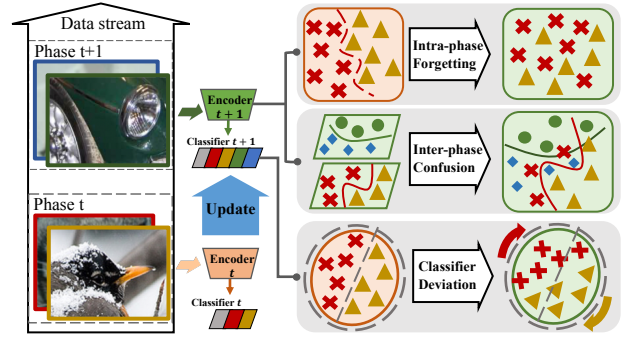 Data stream
Phase t+1
Encoder
t + 1
Classifier t+1
Update
Phase t
Encoder
t
Classifier t
Intra-phase
Forgetting
Inter-phase
Confusion
Classifier
Deviation